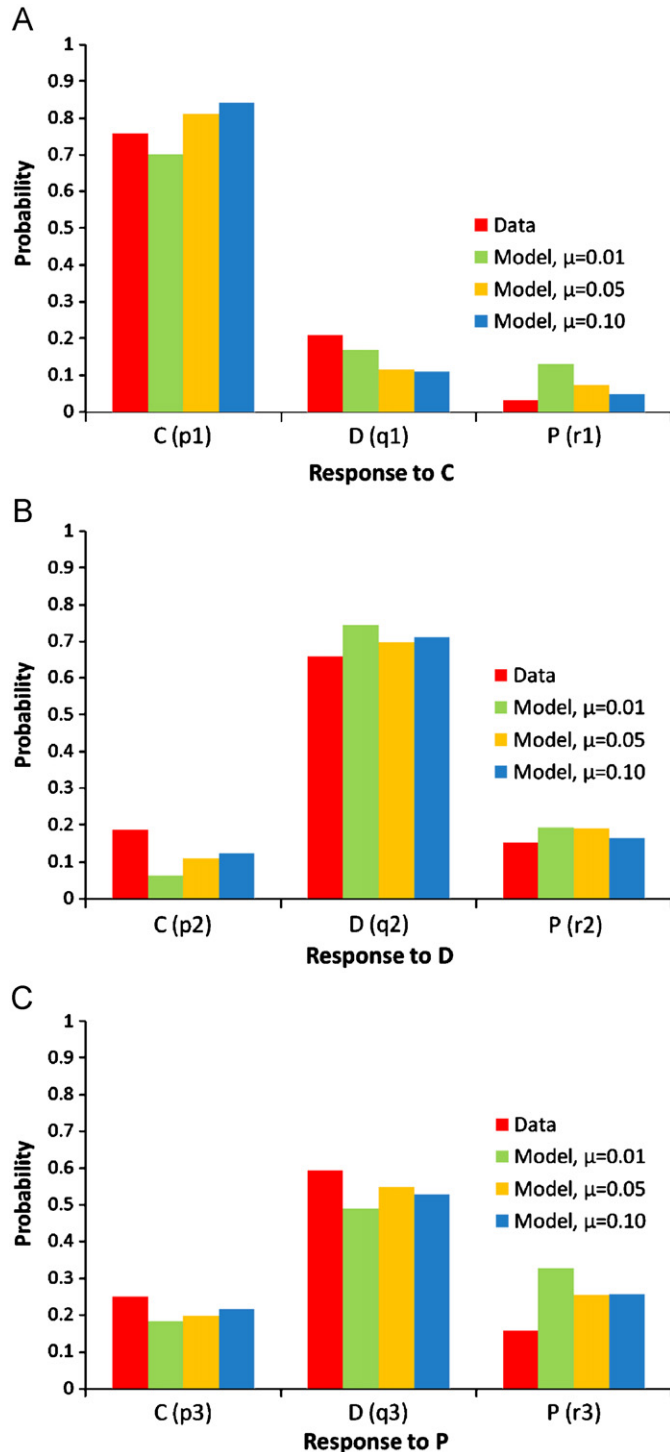 A
1
0.9
0.8
0.7
0.6
0.5
0.4
0.3
0.2
0.1
0
Probability
Data
Model, μ=0.01
Model, μ=0.05
Model, μ=0.10
C (p1) D (q1) P (r1)
Response to C
B
1
0.9
0.8
0.7
0.6
0.5
0.4
0.3
0.2
0.1
0
Probability
Data
Model, μ=0.01
Model, μ=0.05
Model, μ=0.10
C (p2) D (q2) P (r2)
Response to D
C
1
0.9
0.8
0.7
0.6
0.5
0.4
0.3
0.2
0.1
0
Probability
Data
Model, μ=0.01
Model, μ=0.05
Model, μ=0.10
C (p3) D (q3) P (r3)
Response to P